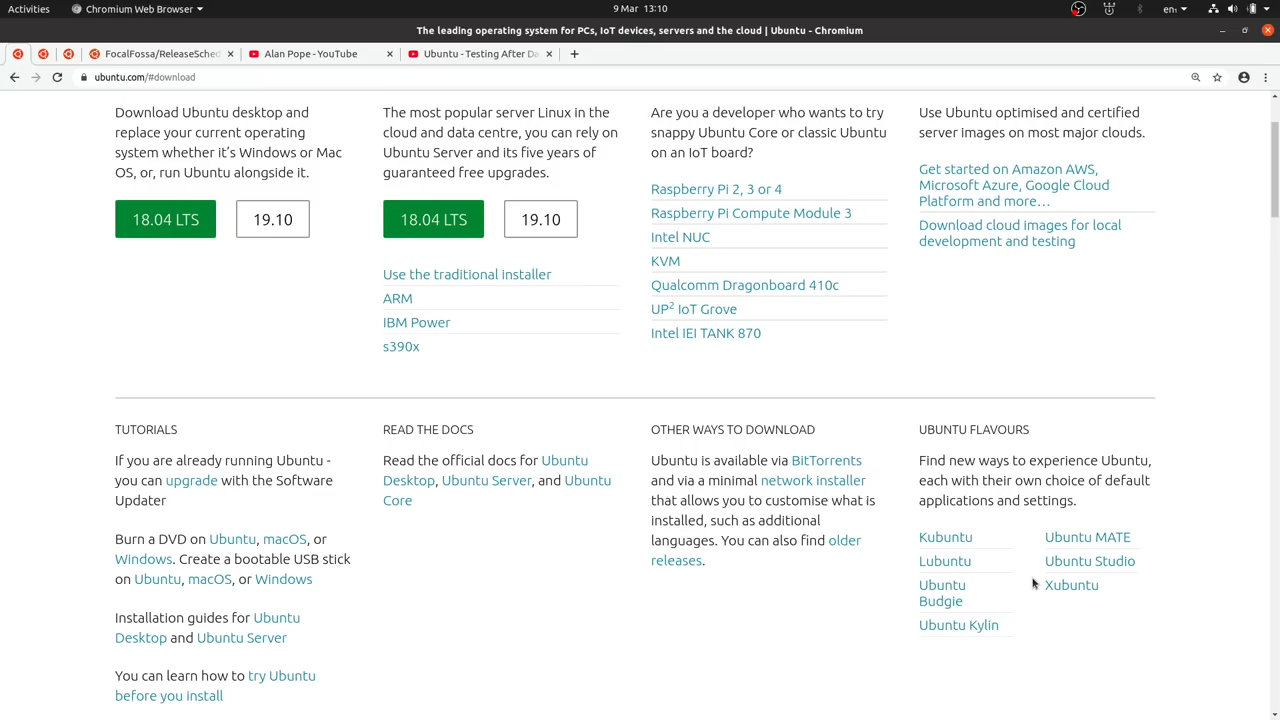 Activities
Chromium Web Browser
9 Mar 13:10
en
The leading operating system for PCs, IoT devices, servers and the cloud | Ubuntu - Chromium
FocalFossa/ReleaseSched
Alan Pope - YouTube
Ubuntu - Testing After Da
ubuntu.com/#download
Download Ubuntu desktop and
replace your current operating
system whether it's Windows or Mac
OS, or, run Ubuntu alongside it.
18.04 LTS
19.10
The most popular server Linux in the
cloud and data centre, you can rely on
Ubuntu Server and its five years of
guaranteed free upgrades.
18.04 LTS
19.10
Use the traditional installer
ARM
IBM Power
s390x
Are you a developer who wants to try
snappy Ubuntu Core or classic Ubuntu
on an IoT board?
Raspberry Pi 2, 3 or 4
Raspberry Pi Compute Module 3
Intel NUC
KVM
Qualcomm Dragonboard 410c
UP² IoT Grove
Intel IEI TANK 870
Use Ubuntu optimised and certified
server images on most major clouds.
Get started on Amazon AWS,
Microsoft Azure, Google Cloud
Platform and more…
Download cloud images for local
development and testing
TUTORIALS
If you are already running Ubuntu -
you can upgrade with the Software
Updater
Burn a DVD on Ubuntu, macOS, or
Windows. Create a bootable USB stick
on Ubuntu, macOS, or Windows
Installation guides for Ubuntu
Desktop and Ubuntu Server
You can learn how to try Ubuntu
before you install
READ THE DOCS
Read the official docs for Ubuntu
Desktop, Ubuntu Server, and Ubuntu
Core
OTHER WAYS TO DOWNLOAD
Ubuntu is available via BitTorrents
and via a minimal network installer
that allows you to customise what is
installed, such as additional
languages. You can also find older
releases.
UBUNTU FLAVOURS
Find new ways to experience Ubuntu,
each with their own choice of default
applications and settings.
Kubuntu
Lubuntu
Ubuntu
Budgie
Ubuntu Kylin
Ubuntu MATE
Ubuntu Studio
Xubuntu